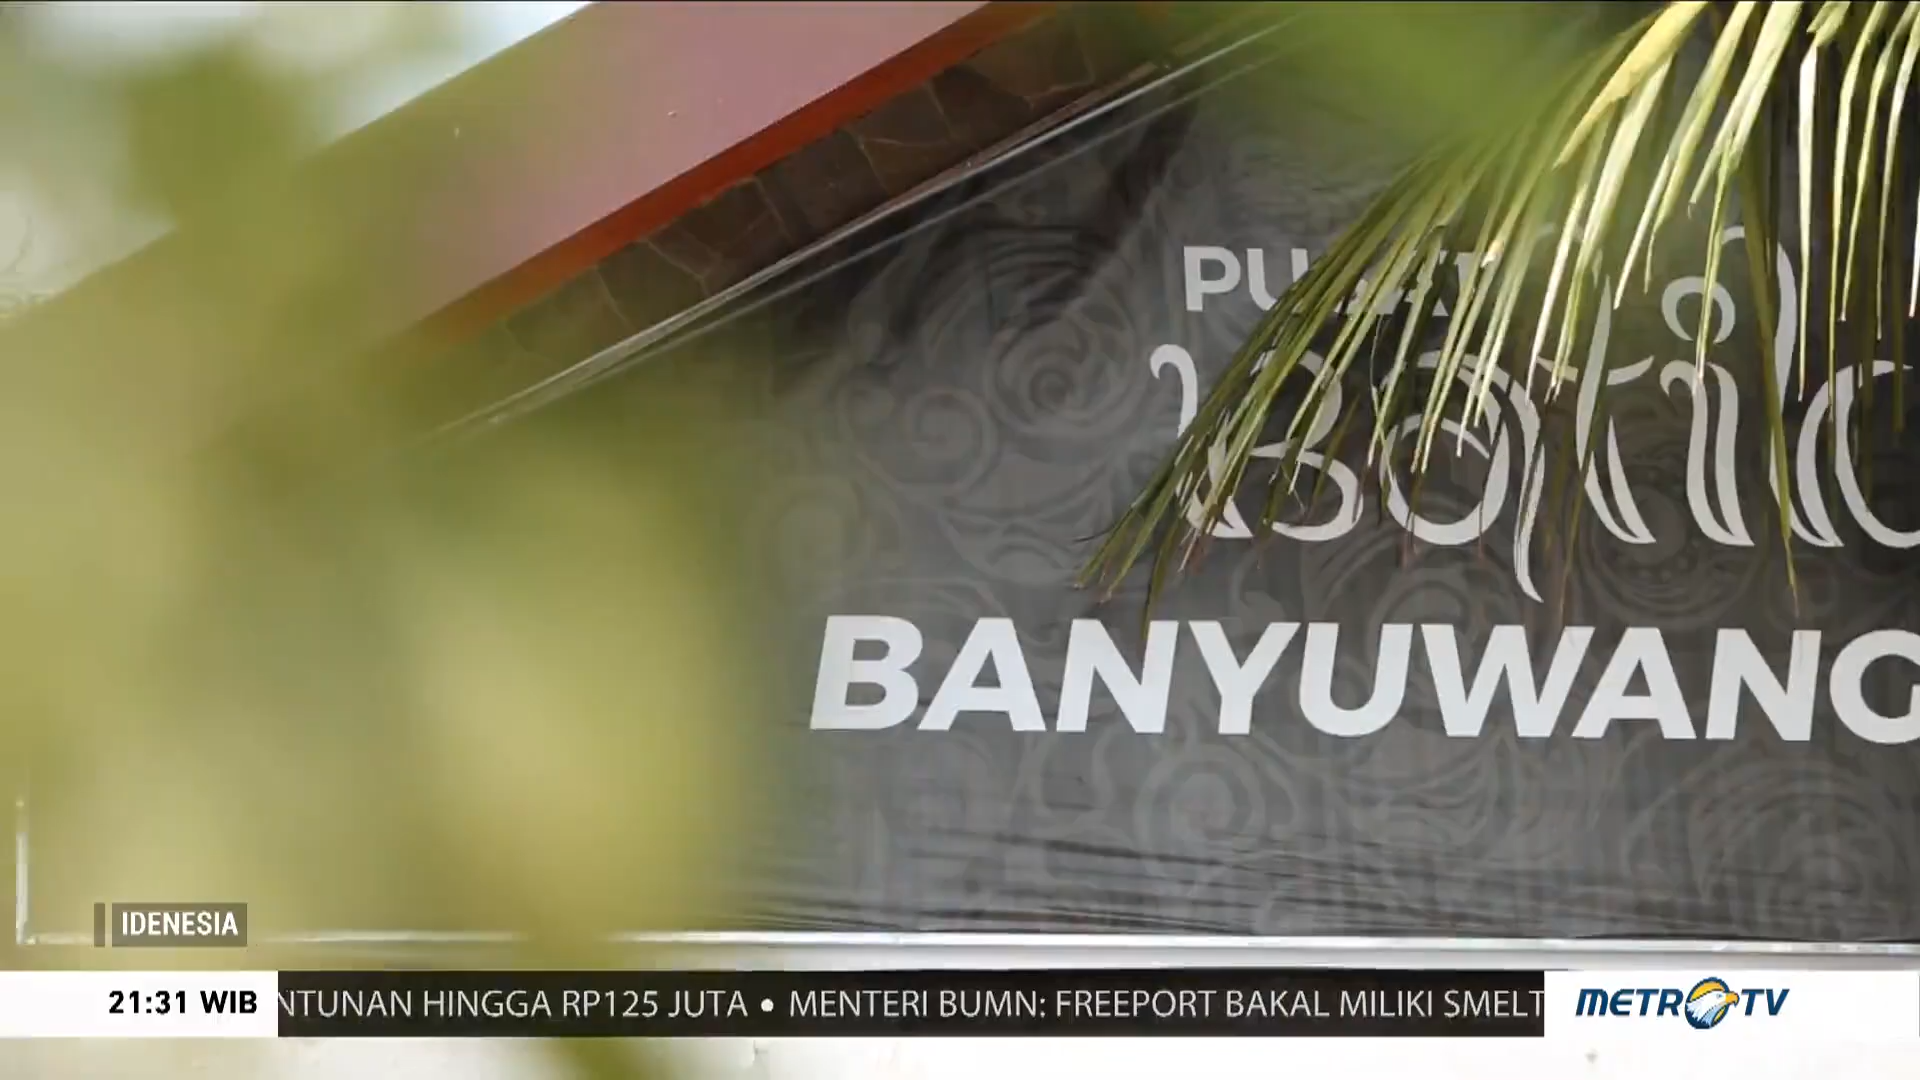 BANYUWANG
IDENESIA
21:31 WIB
NTUNAN HINGGA RP125 JUTA • MENTERI BUMN: FREEPORT BAKAL MILIKI SMELT
METRO TV